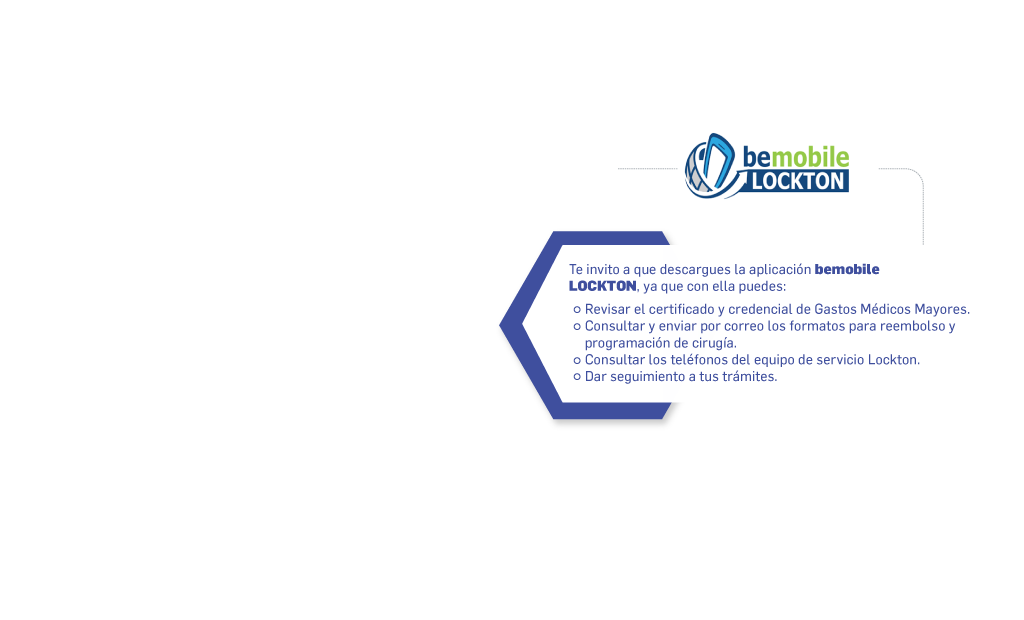 bemobile
LOCKTON
Te invito a que descargues la aplicación bemobile
LOCKTON, ya que con ella puedes:
Revisar el certificado y credencial de Gastos Médicos Mayores.
Consultar y enviar por correo los formatos para reembolso y
programación de cirugía.
Consultar los teléfonos del equipo de servicio Lockton.
Dar seguimiento a tus trámites.